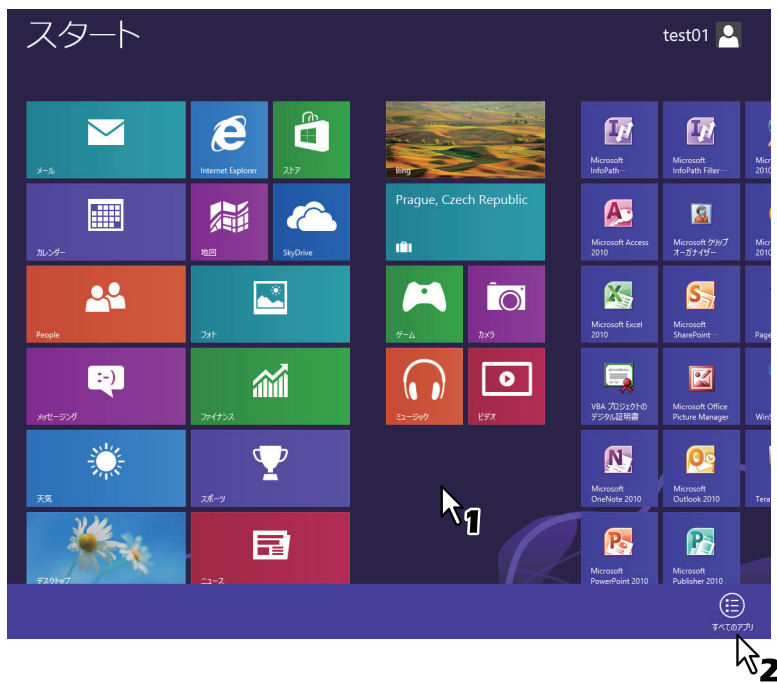 スタート
test01
メール
Internet Explorer
ストア
カレンダー
地図
SkyDrive
People
フォト
メッセージング
ファイナンス
天気
スポーツ
デスクトップ
ニュース
Bing
Prague, Czech Republic
ゲーム
カメラ
ミュージック
ビデオ
Microsoft
InfoPath…
Microsoft
InfoPath Filler…
Microsoft Access
2010
Microsoft クリップ
オーガナイザー
Microsoft Excel
2010
Microsoft
SharePoint…
VBA プロジェクトの
デジタル証明書
Microsoft Office
Picture Manager
Microsoft
OneNote 2010
Microsoft
Outlook 2010
Microsoft
PowerPoint 2010
Microsoft
Publisher 2010
2010
2010
Page
Tera
1
すべてのアプリ
2